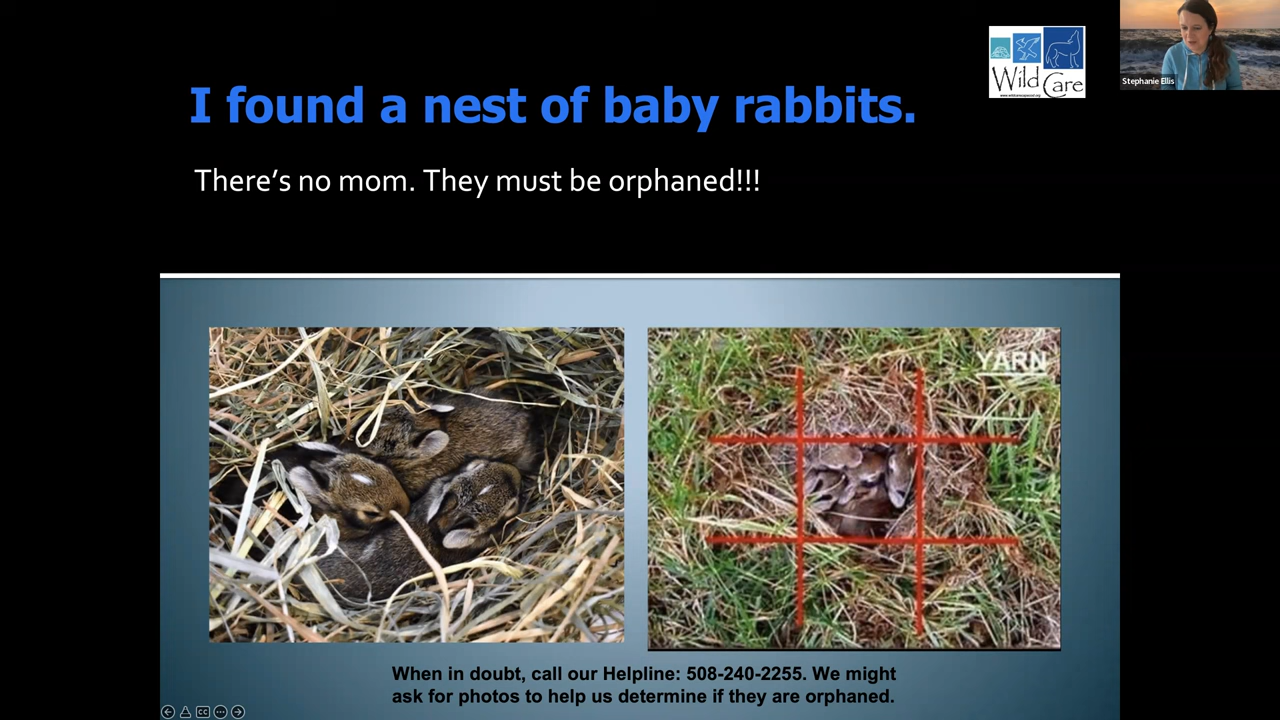 I found a nest of baby rabbits.
There's no mom. They must be orphaned!!!
Wild Care
Stephanie Ellis
YARN
When in doubt, call our Helpline: 508-240-2255. We might
ask for photos to help us determine if they are orphaned.
CC